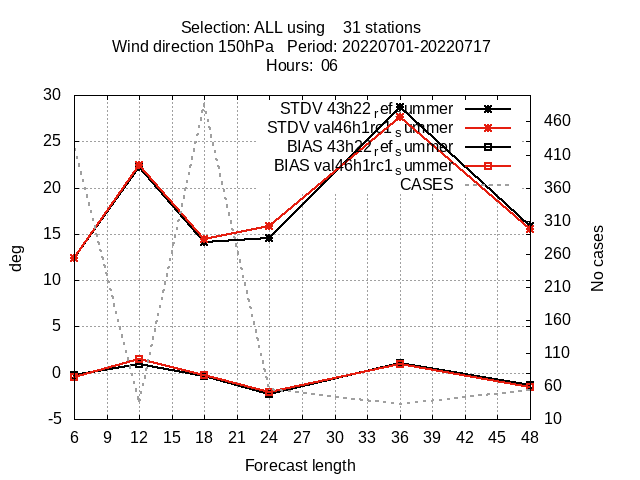 Selection: ALL using    31 stations
Wind direction 150hPa   Period: 20220701-20220717
Hours:  06
STDV 43h22_ref_summer
STDV val46h1rc1_summer
BIAS 43h22_ref_summer
BIAS val46h1rc1_summer
CASES
30
25
20
15
10
5
0
-5
deg
460
410
360
310
260
210
160
110
60
10
No cases
6 9 12 15 18 21 24 27 30 33 36 39 42 45 48
Forecast length